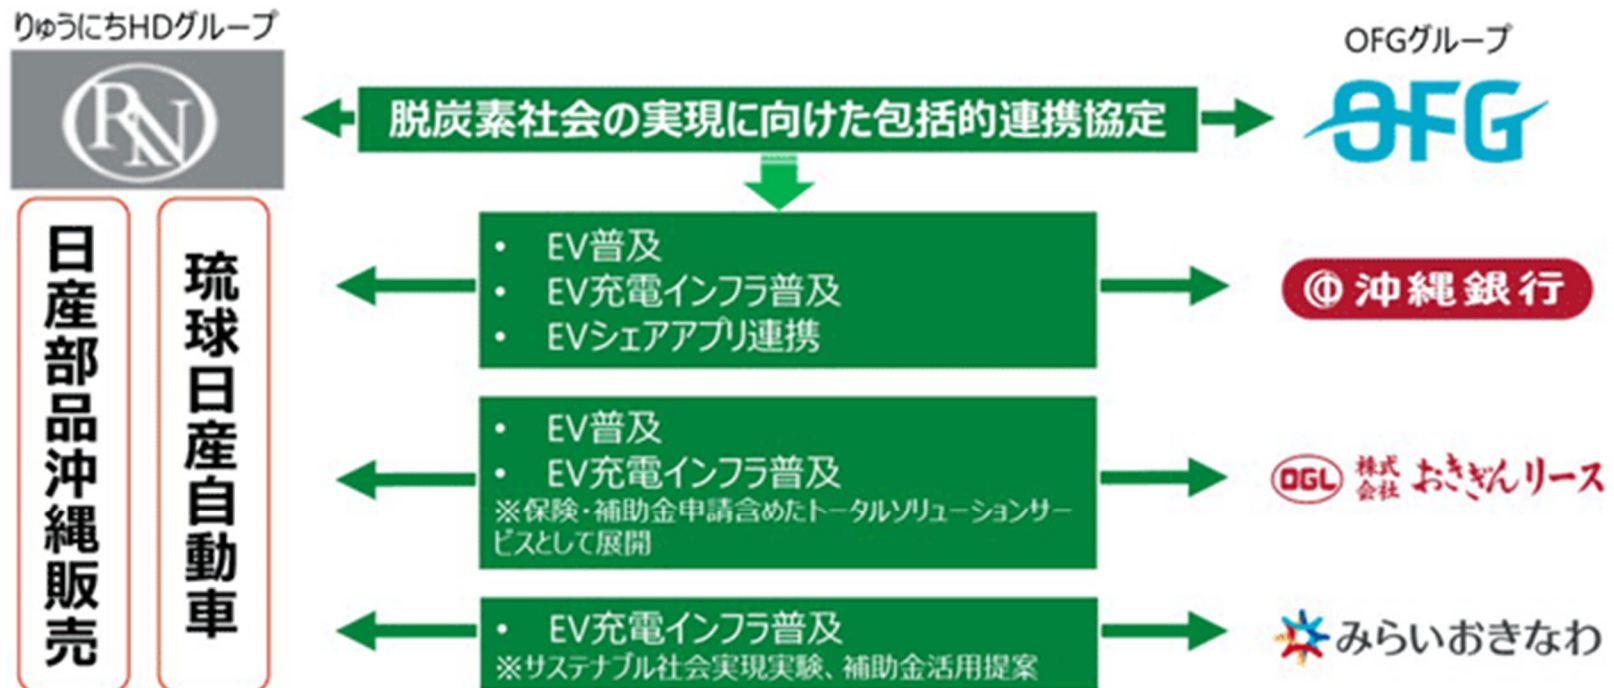 りゅうにちHDグループ
RN
日産部品沖縄販売
琉球日産自動車
脱炭素社会の実現に向けた包括的連携協定
• EV普及
• EV充電インフラ普及
• EVシェアアプリ連携
• EV普及
• EV充電インフラ普及
※保険・補助金申請含めたトータルソリューションサー
ビスとして展開
• EV充電インフラ普及
※サステナブル社会実現実験、補助金活用提案
OFGグループ
OFG
沖縄銀行
OGL 株式会社 おきぎんリース
みらいおきなわ